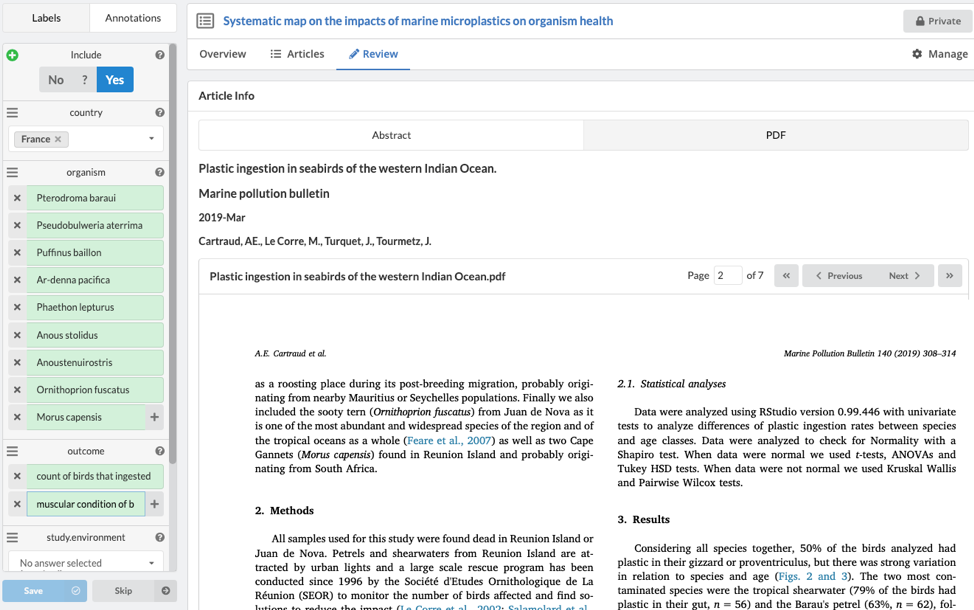 Labels
Annotations
Include
No ? Yes
country
France
organism
Pterodroma baraui
Pseudobulweria aterrima
Puffinus baillon
Ar-denna pacifica
Phaethon lepturus
Anous stolidus
Anoustenuirostris
Ornithoprion fuscatus
Morus capensis
outcome
count of birds that ingested
muscular condition of b
study.environment
No answer selected
Save
Skip
Systematic map on the impacts of marine microplastics on organism health
Private
Overview
Articles
Review
Manage
Article Info
Abstract
PDF
Plastic ingestion in seabirds of the western Indian Ocean.
Marine pollution bulletin
2019-Mar
Cartraud, AE., Le Corre, M., Turquet, J., Tourmetz, J.
Plastic ingestion in seabirds of the western Indian Ocean.pdf
Page 2 of 7 « Previous Next »
A.E. Cartraud et al.
Marine Pollution Bulletin 140 (2019) 308–314
as a roosting place during its post-breeding migration, probably origi-
nating from nearby Mauritius or Seychelles populations. Finally we also
included the sooty tern (Ornithoprion fuscatus) from Juan de Nova as it
is one of the most abundant and widespread species of the region and of
the tropical oceans as a whole (Feare et al., 2007) as well as two Cape
Gannets (Morus capensis) found in Reunion Island and probably origi-
nating from South Africa.
2. Methods
All samples used for this study were found dead in Reunion Island or
Juan de Nova. Petrels and shearwaters from Reunion Island are at-
tracted by urban lights and a large scale rescue program has been
conducted since 1996 by the Société d'Etudes Ornithologique de La
Réunion (SEOR) to monitor the number of birds affected and find so-
lutions to reduce the impact (Le Corre et al., 2002; Salamolard et al.,
2.1. Statistical analyses
Data were analyzed using RStudio version 0.99.446 with univariate
tests to analyze differences of plastic ingestion rates between species
and age classes. Data were analyzed to check for Normality with a
Shapiro test. When data were normal we used t-tests, ANOVAs and
Tukey HSD tests. When data were not normal we used Kruskal Wallis
and Pairwise Wilcox tests.
3. Results
Considering all species together, 50% of the birds analyzed had
plastic in their gizzard or proventriculus, but there was strong variation
in relation to species and age (Figs. 2 and 3). The two most con-
taminated species were the tropical shearwater (79% of the birds had
plastic in their gut, n = 56) and the Barau's petrel (63%, n = 62), fol-